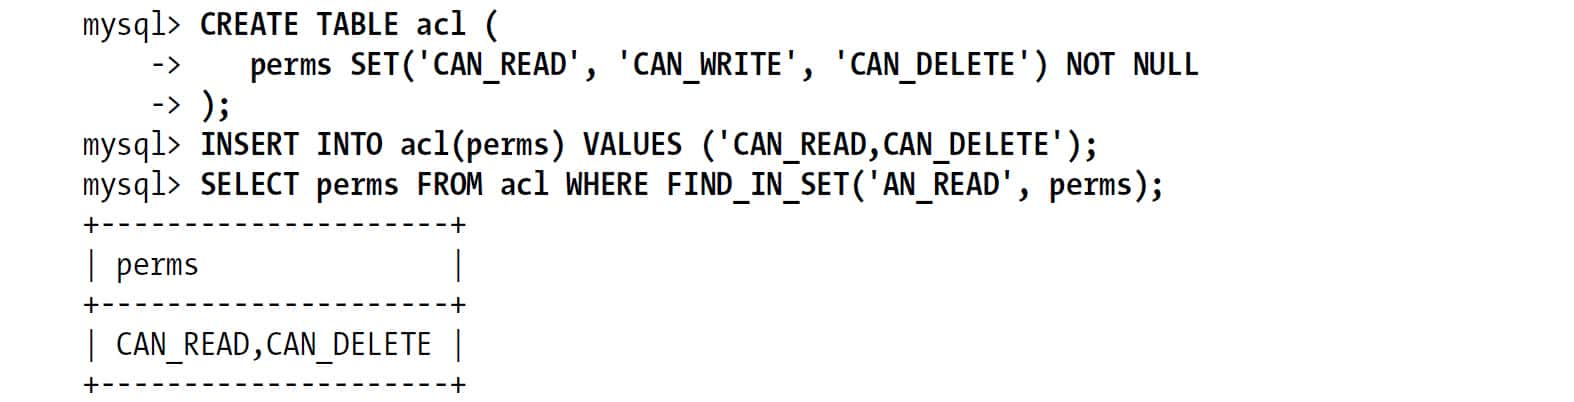 mysql> CREATE TABLE acl (
    ->    perms SET('CAN_READ', 'CAN_WRITE', 'CAN_DELETE') NOT NULL
    -> );
mysql> INSERT INTO acl(perms) VALUES ('CAN_READ,CAN_DELETE');
mysql> SELECT perms FROM acl WHERE FIND_IN_SET('AN_READ', perms);
+---------------------+
| perms               |
+---------------------+
| CAN_READ,CAN_DELETE |
+---------------------+